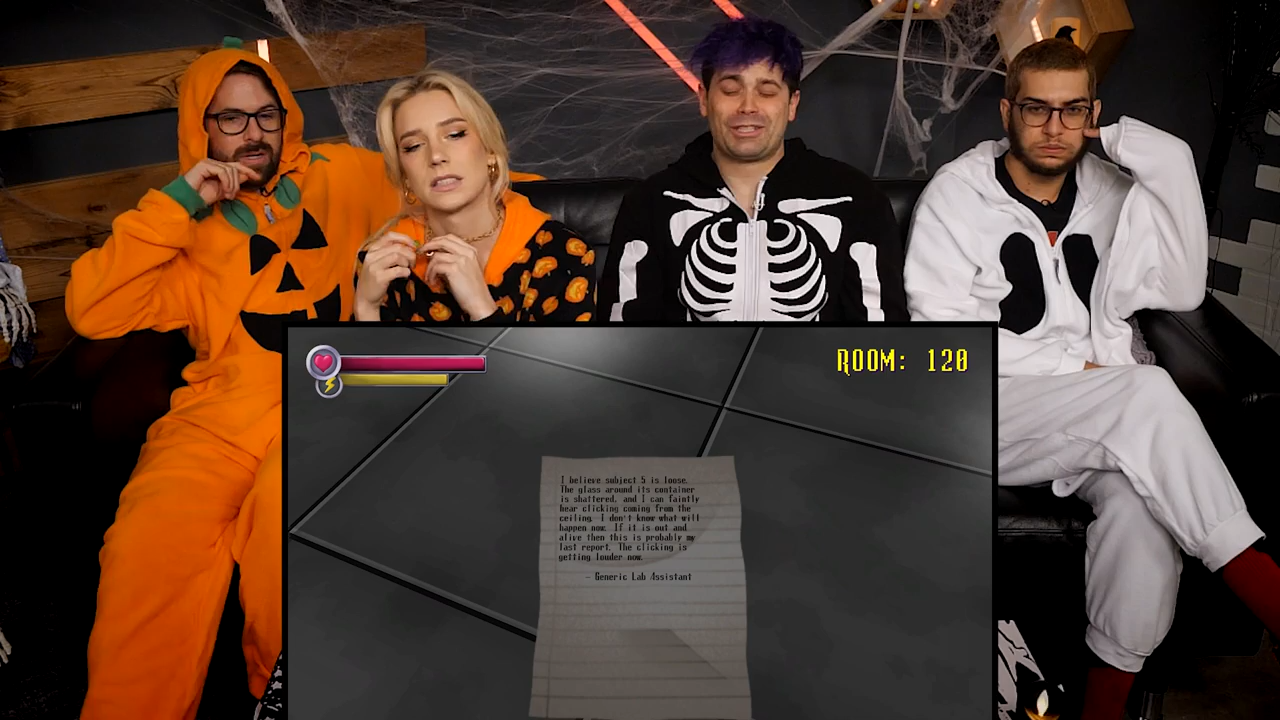 ROOM: 120
I believe subject 5 is loose.
The glass around its container
is shattered, and I can faintly
hear clicking coming from the
ceiling. I don't know what will
happen now. If it is out and
alive then this is probably my
last report. The clicking is
getting louder now.
- Generic Lab Assistant